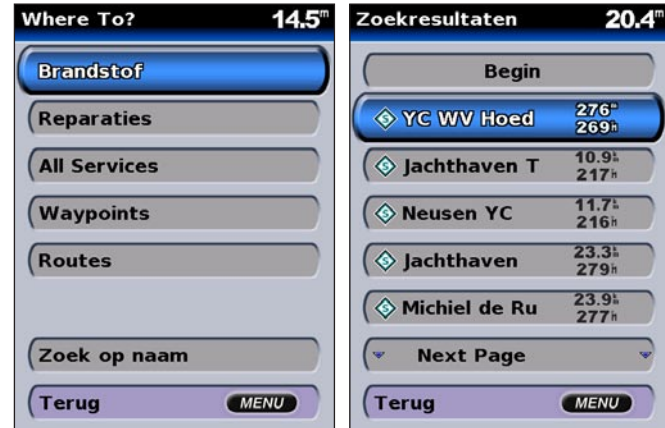 Where To? 14.5m
Brandstof
Reparaties
All Services
Waypoints
Routes
Zoek op naam
Terug MENU
Zoekresultaten 20.4m
Begin
YC WV Hoed 276m
269
Jachthaven T 10.9
217
Neusen YC 11.7
216
Jachthaven 23.3
279
Michiel de Ru 23.9
277
Next Page
Terug MENU